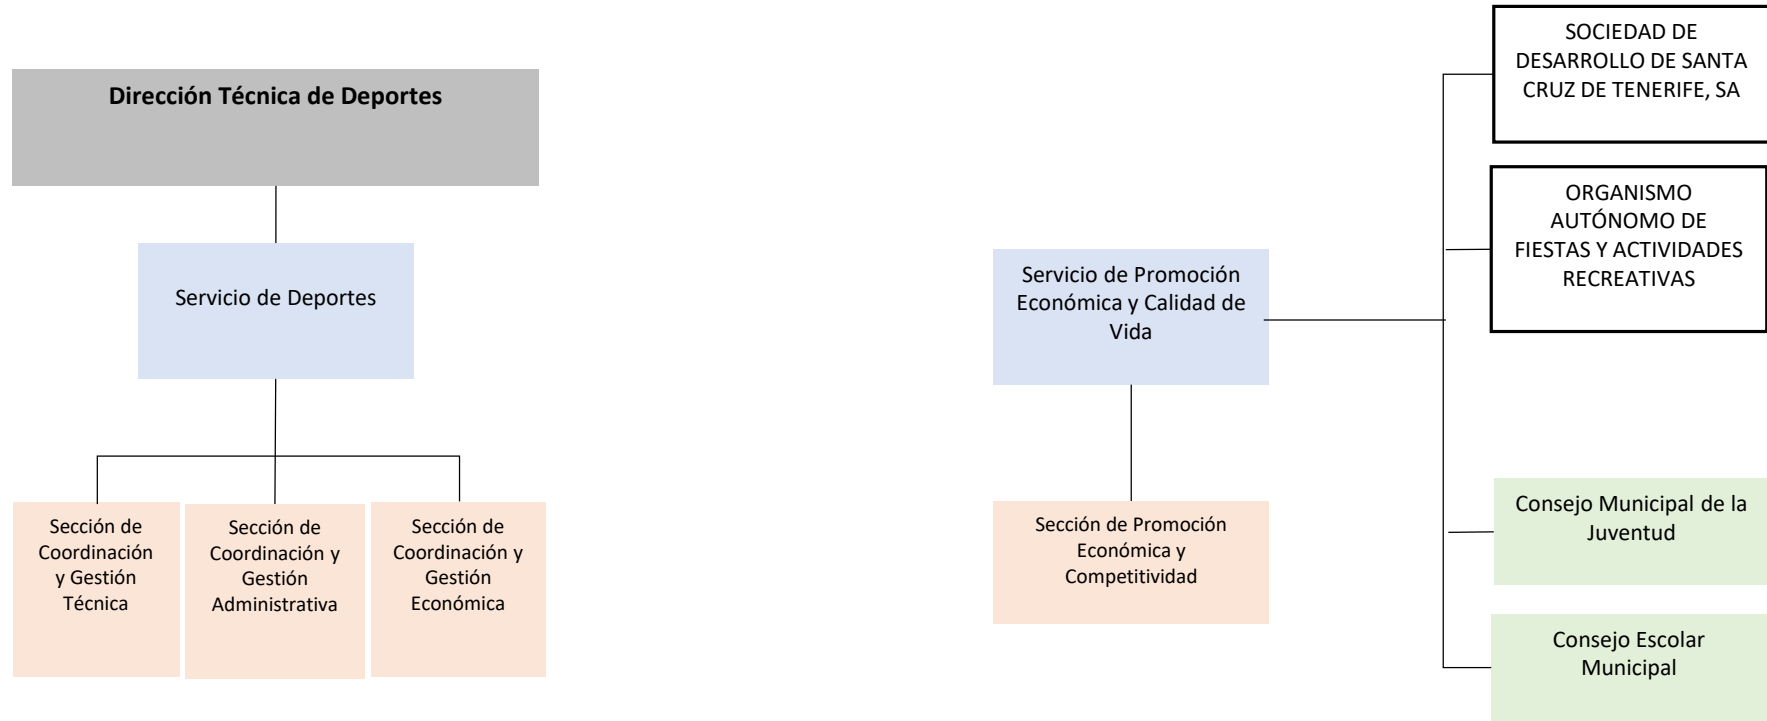 Dirección Técnica de Deportes
Servicio de Deportes
Sección de
Coordinación
y Gestión
Técnica
Sección de
Coordinación y
Gestión
Administrativa
Sección de
Coordinación y
Gestión
Económica
Servicio de Promoción
Económica y Calidad de
Vida
Sección de Promoción
Económica y
Competitividad
SOCIEDAD DE
DESARROLLO DE SANTA
CRUZ DE TENERIFE, SA
ORGANISMO
AUTÓNOMO DE
FIESTAS Y ACTIVIDADES
RECREATIVAS
Consejo Municipal de la
Juventud
Consejo Escolar
Municipal